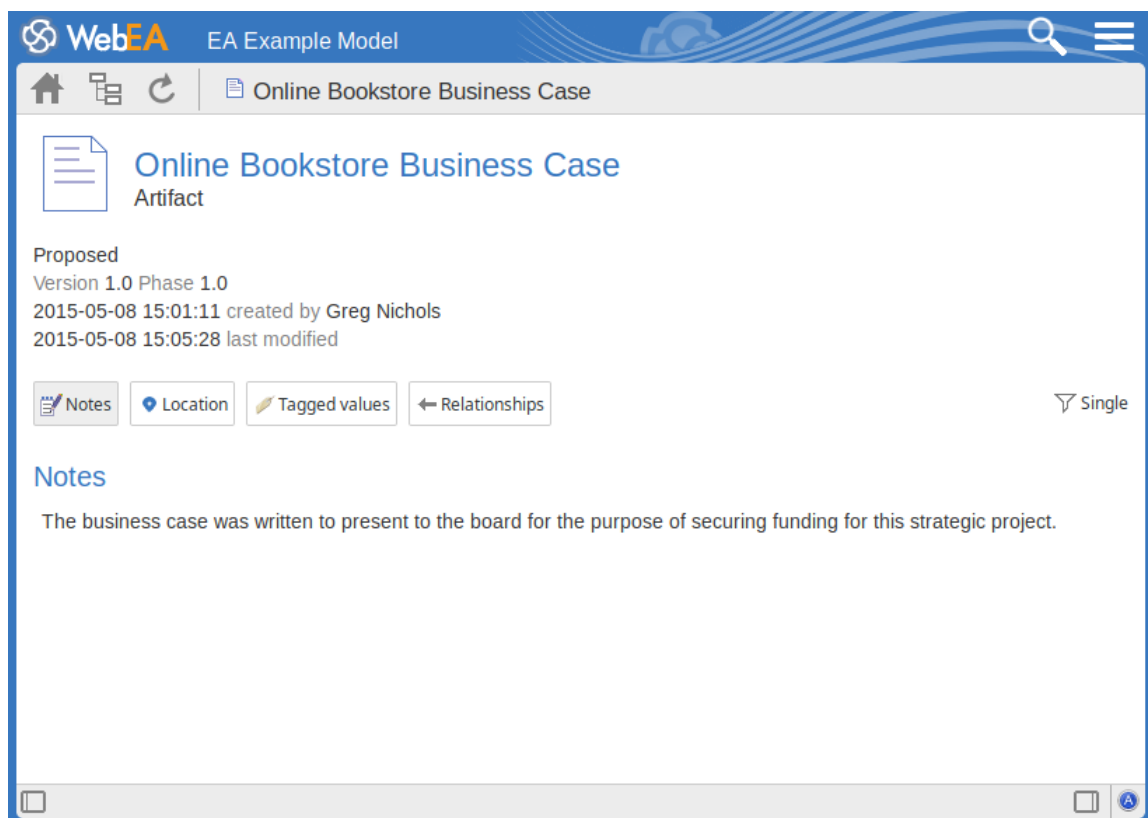 WebEA EA Example Model
Online Bookstore Business Case
Online Bookstore Business Case
Artifact
Proposed
Version 1.0 Phase 1.0
2015-05-08 15:01:11 created by Greg Nichols
2015-05-08 15:05:28 last modified
Notes Location Tagged values Relationships Single
Notes
The business case was written to present to the board for the purpose of securing funding for this strategic project.
A